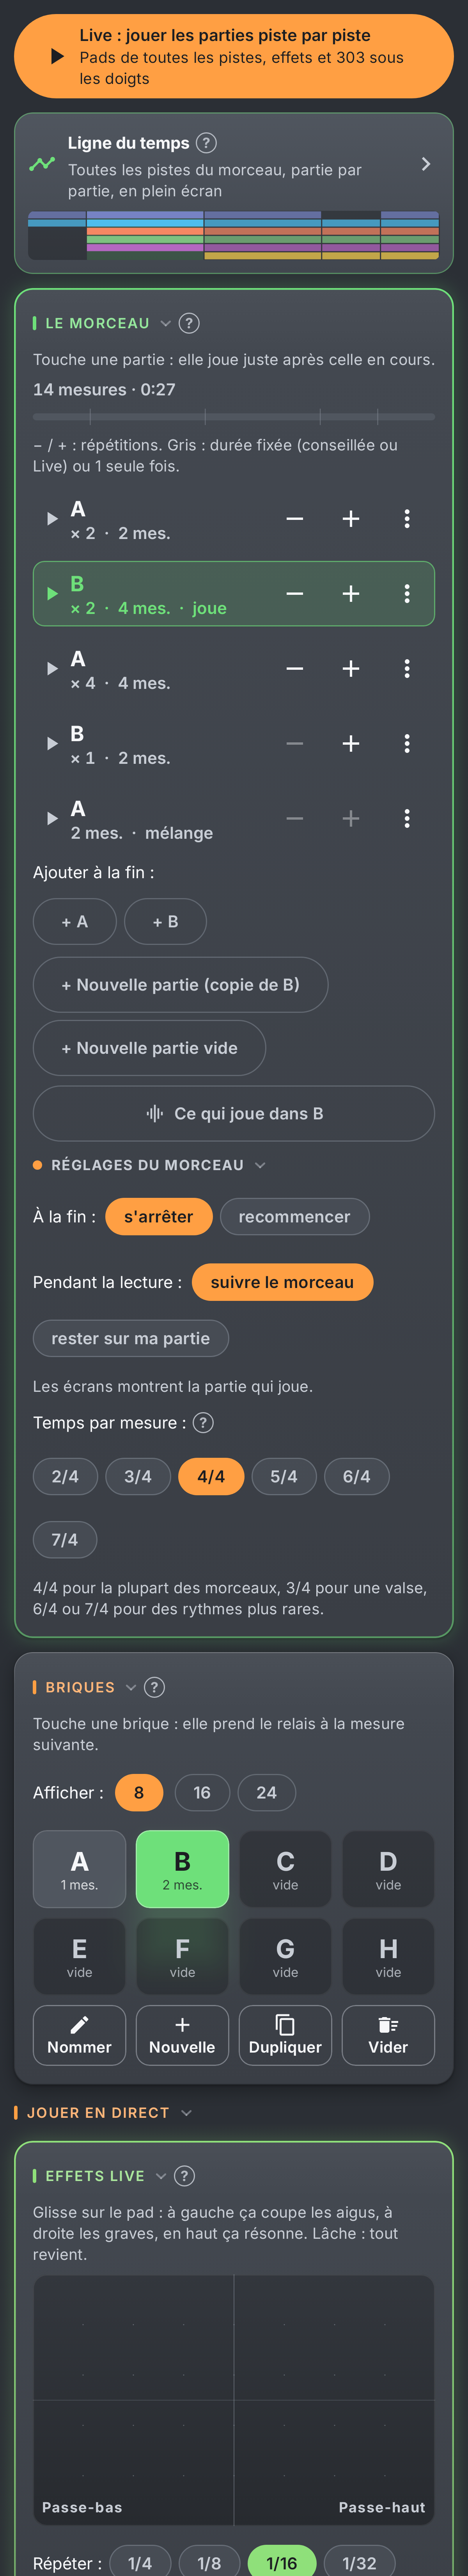 Live : jouer les parties piste par piste
Pads de toutes les pistes, effets et 303 sous
les doigts
Ligne du temps ?
Toutes les pistes du morceau, partie par
partie, en plein écran
LE MORCEAU ?
Touche une partie : elle joue juste après celle en cours.
14 mesures · 0:27
− / + : répétitions. Gris : durée fixée (conseillée ou
Live) ou 1 seule fois.
A
× 2 · 2 mes.
B
× 2 · 4 mes. · joue
A
× 4 · 4 mes.
B
× 1 · 2 mes.
A
2 mes. · mélange
Ajouter à la fin :
+ A + B
+ Nouvelle partie (copie de B)
+ Nouvelle partie vide
Ce qui joue dans B
RÉGLAGES DU MORCEAU
À la fin : s'arrêter recommencer
Pendant la lecture : suivre le morceau
rester sur ma partie
Les écrans montrent la partie qui joue.
Temps par mesure : ?
2/4 3/4 4/4 5/4 6/4
7/4
4/4 pour la plupart des morceaux, 3/4 pour une valse,
6/4 ou 7/4 pour des rythmes plus rares.
BRIQUES ?
Touche une brique : elle prend le relais à la mesure
suivante.
Afficher : 8 16 24
A B C D
1 mes. 2 mes. vide vide
E F G H
vide vide vide vide
Nommer Nouvelle Dupliquer Vider
JOUER EN DIRECT
EFFETS LIVE ?
Glisse sur le pad : à gauche ça coupe les aigus, à
droite les graves, en haut ça résonne. Lâche : tout
revient.
Passe-bas Passe-haut
Répéter : 1/4 1/8 1/16 1/32